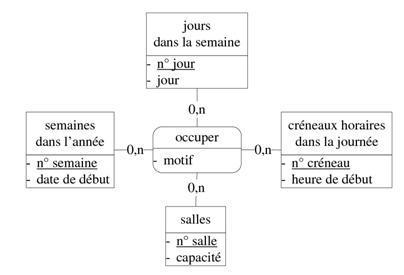 jours
dans la semaine
- n° jour
- jour
0,n
semaines
dans l'année
- n° semaine
- date de début
0,n
occuper
- motif
0,n
créneaux horaires
dans la journée
- n° créneau
- heure de début
0,n
salles
- n° salle
- capacité